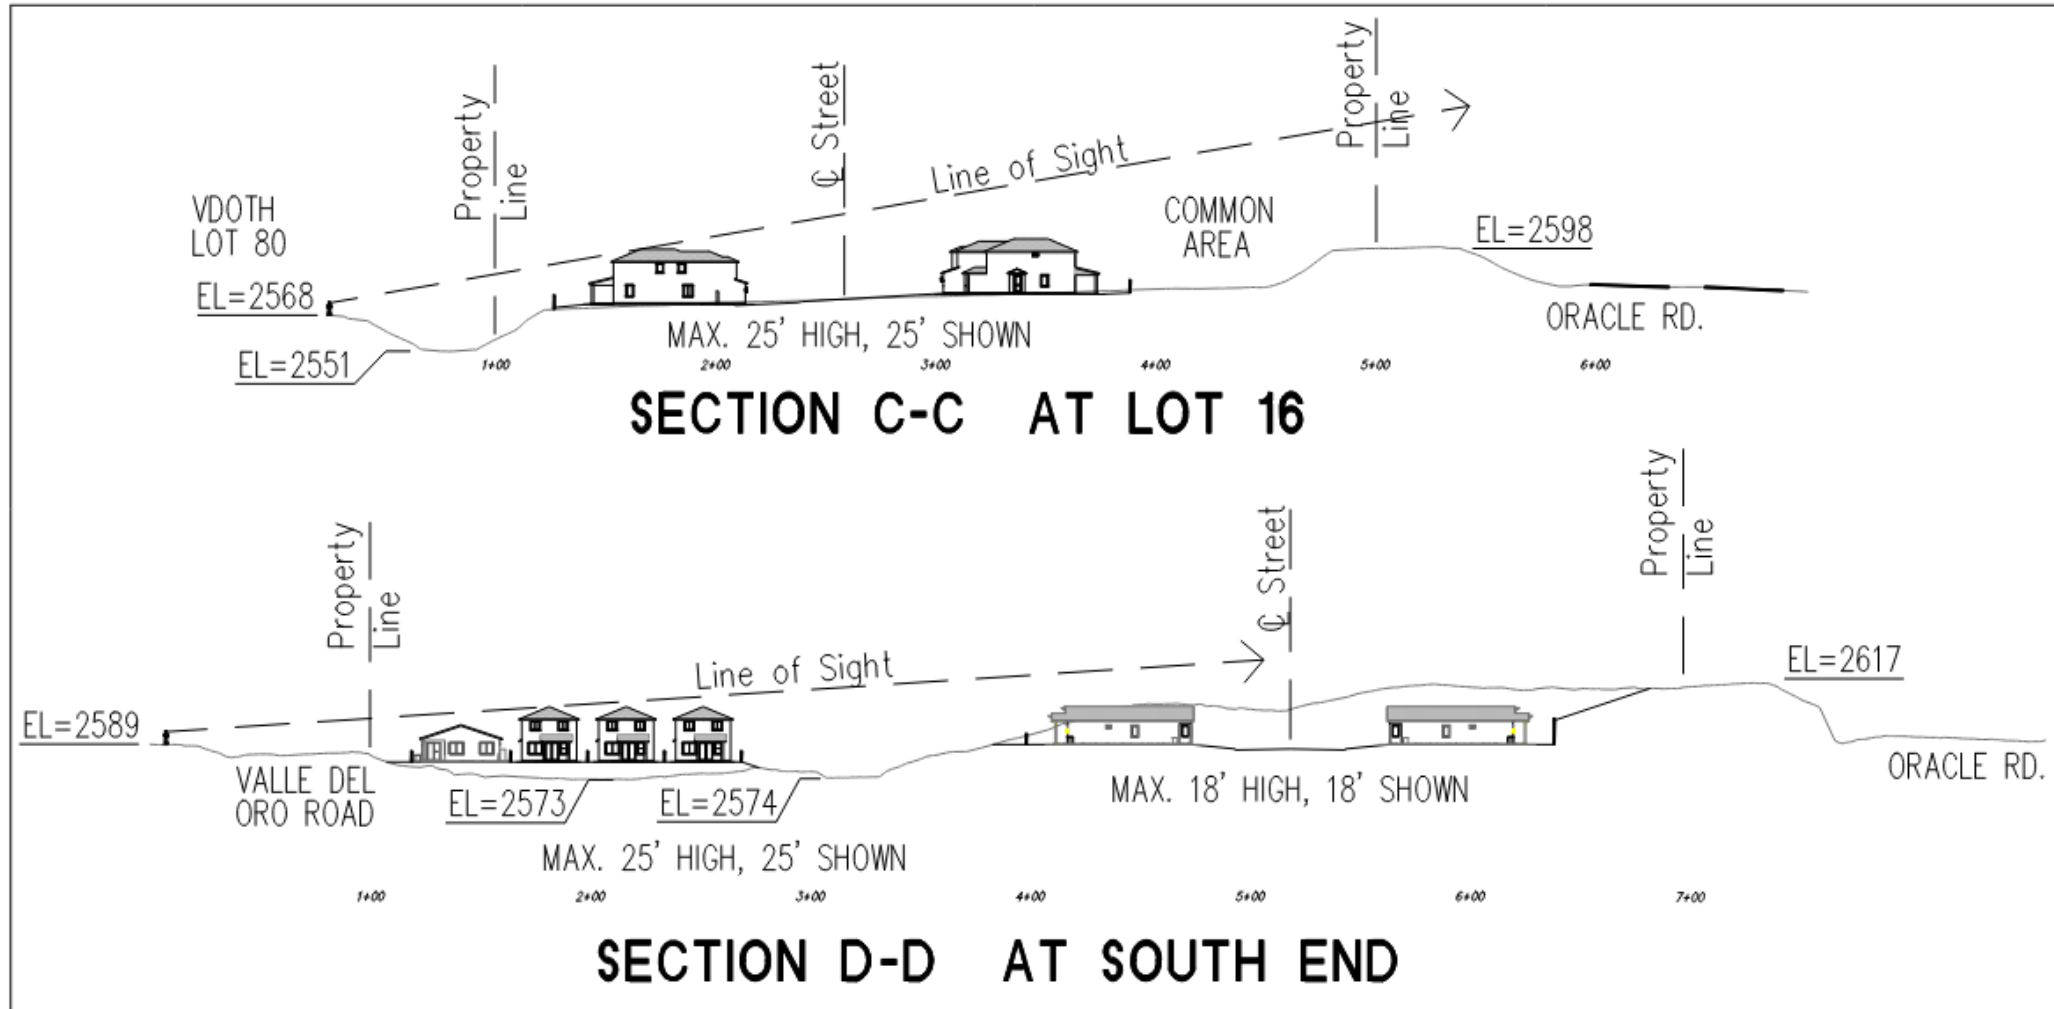 Property
Line
℄ Street
Property
Line
Line of Sight
VDOTH
LOT 80
COMMON
AREA
EL=2598
EL=2568
ORACLE RD.
MAX. 25' HIGH, 25' SHOWN
EL=2551
1+00 2+00 3+00 4+00 5+00 6+00
SECTION C-C AT LOT 16
Property
Line
℄ Street
Property
Line
Line of Sight
EL=2617
EL=2589
VALLE DEL
ORO ROAD
ORACLE RD.
EL=2573
EL=2574
MAX. 18' HIGH, 18' SHOWN
MAX. 25' HIGH, 25' SHOWN
1+00 2+00 3+00 4+00 5+00 6+00 7+00
SECTION D-D AT SOUTH END